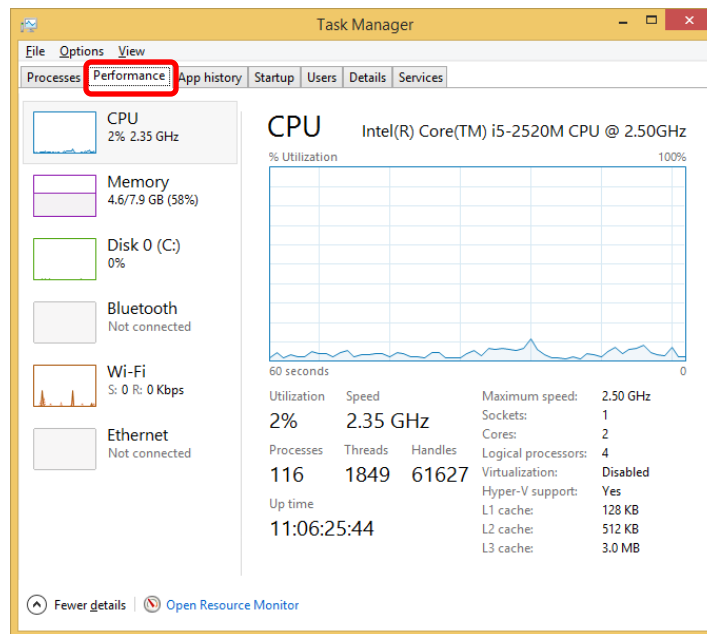 Task Manager
File Options View
Processes Performance App history Startup Users Details Services
CPU
2% 2.35 GHz
Memory
4.6/7.9 GB (58%)
Disk 0 (C:)
0%
Bluetooth
Not connected
Wi-Fi
S: 0 R: 0 Kbps
Ethernet
Not connected
CPU Intel(R) Core(TM) i5-2520M CPU @ 2.50GHz
% Utilization 100%
60 seconds 0
Utilization Speed
2% 2.35 GHz
Processes Threads Handles
116 1849 61627
Up time
11:06:25:44
Maximum speed: 2.50 GHz
Sockets: 1
Cores: 2
Logical processors: 4
Virtualization: Disabled
Hyper-V support: Yes
L1 cache: 128 KB
L2 cache: 512 KB
L3 cache: 3.0 MB
Fewer details Open Resource Monitor